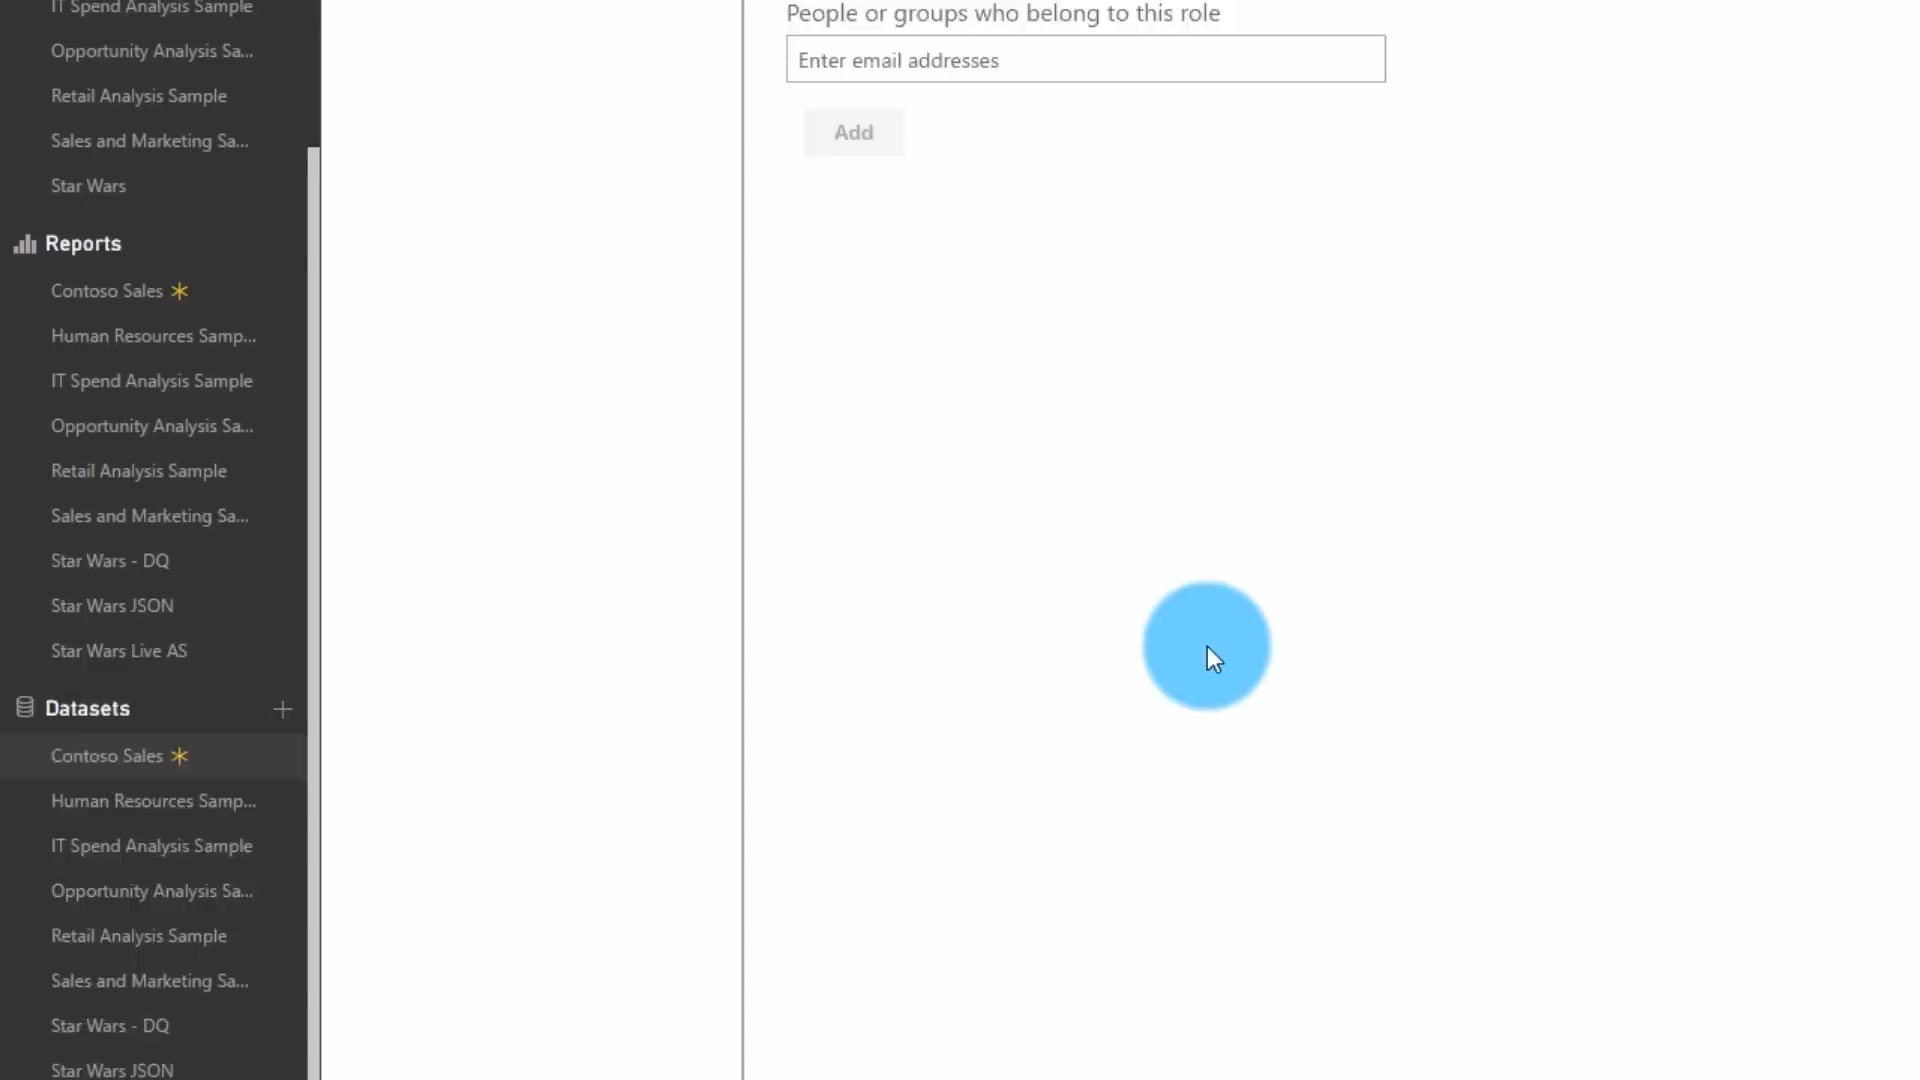 IT Spend Analysis Sample
Opportunity Analysis Sa...
Retail Analysis Sample
Sales and Marketing Sa...
Star Wars
Reports
Contoso Sales
Human Resources Samp...
IT Spend Analysis Sample
Opportunity Analysis Sa...
Retail Analysis Sample
Sales and Marketing Sa...
Star Wars - DQ
Star Wars JSON
Star Wars Live AS
Datasets
Contoso Sales
Human Resources Samp...
IT Spend Analysis Sample
Opportunity Analysis Sa...
Retail Analysis Sample
Sales and Marketing Sa...
Star Wars - DQ
Star Wars JSON
People or groups who belong to this role
Enter email addresses
Add